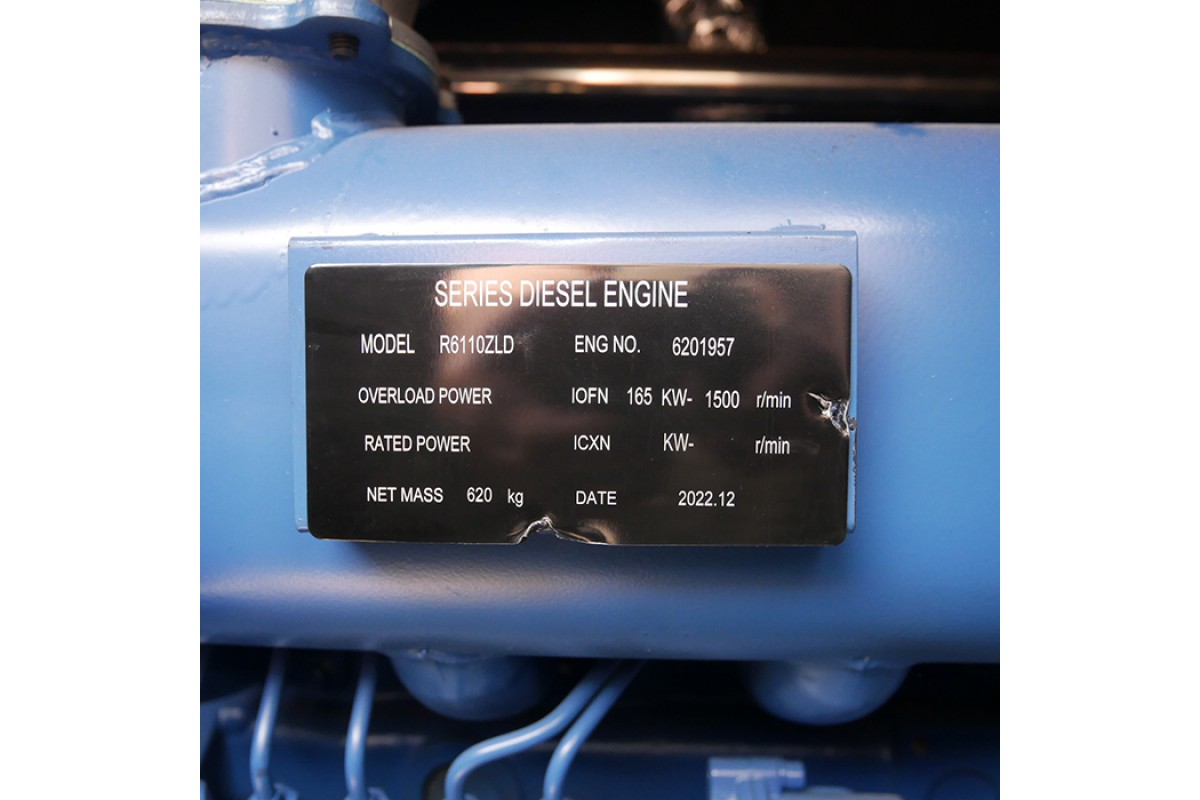 SERIES DIESEL ENGINE
MODEL R6110ZLD ENG NO. 6201957
OVERLOAD POWER IOFN 165 KW- 1500 r/min
RATED POWER ICXN KW- r/min
NET MASS 620 kg DATE 2022.12